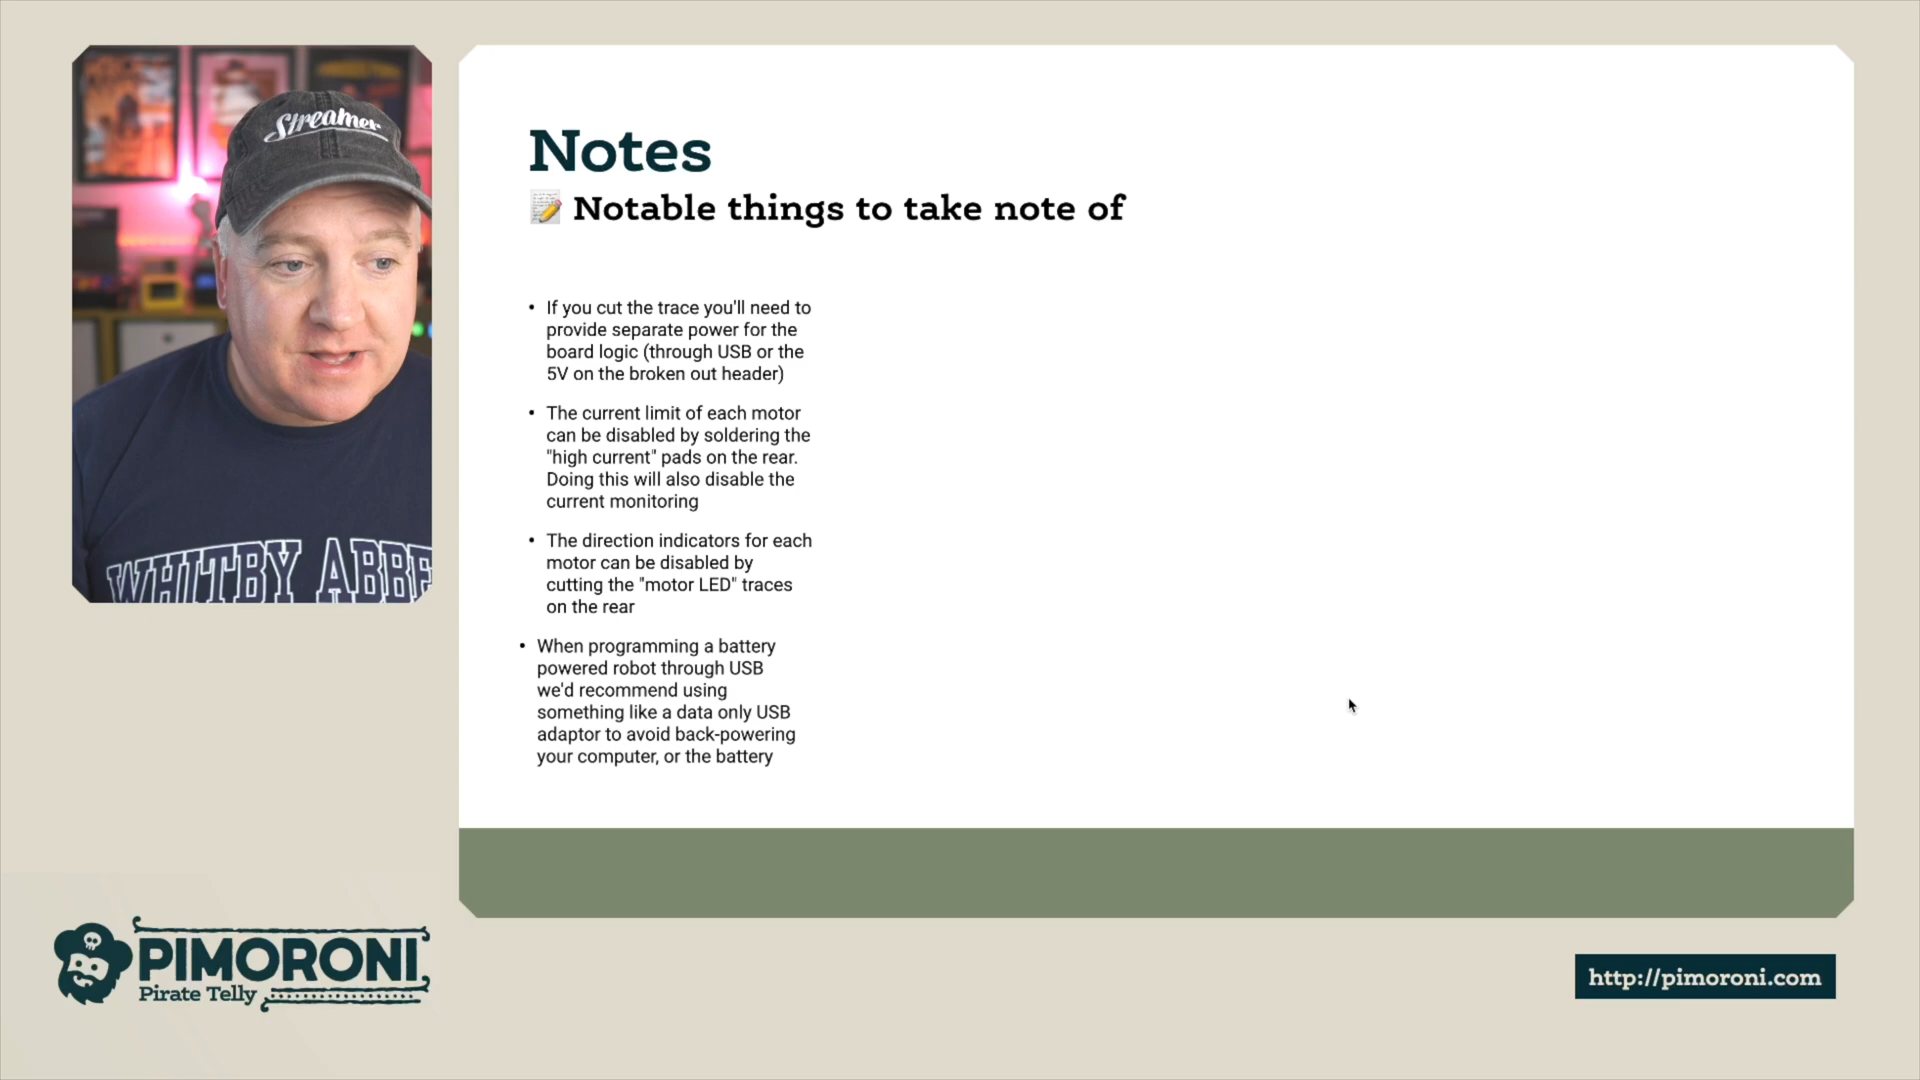 Streamer
WHITBY ABBE
Notes
Notable things to take note of
• If you cut the trace you'll need to
provide separate power for the
board logic (through USB or the
5V on the broken out header)
• The current limit of each motor
can be disabled by soldering the
"high current" pads on the rear.
Doing this will also disable the
current monitoring
• The direction indicators for each
motor can be disabled by
cutting the "motor LED" traces
on the rear
• When programming a battery
powered robot through USB
we'd recommend using
something like a data only USB
adaptor to avoid back-powering
your computer, or the battery
PIMORONI
Pirate Telly
http://pimoroni.com